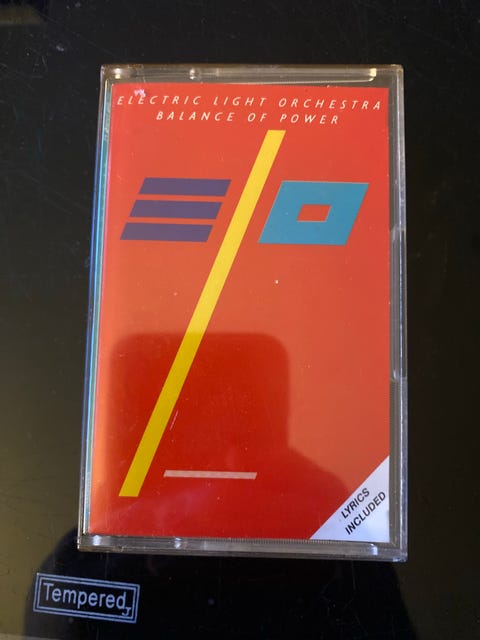 ELECTRIC LIGHT ORCHESTRA
BALANCE OF POWER
LYRICS
INCLUDED
Tempered